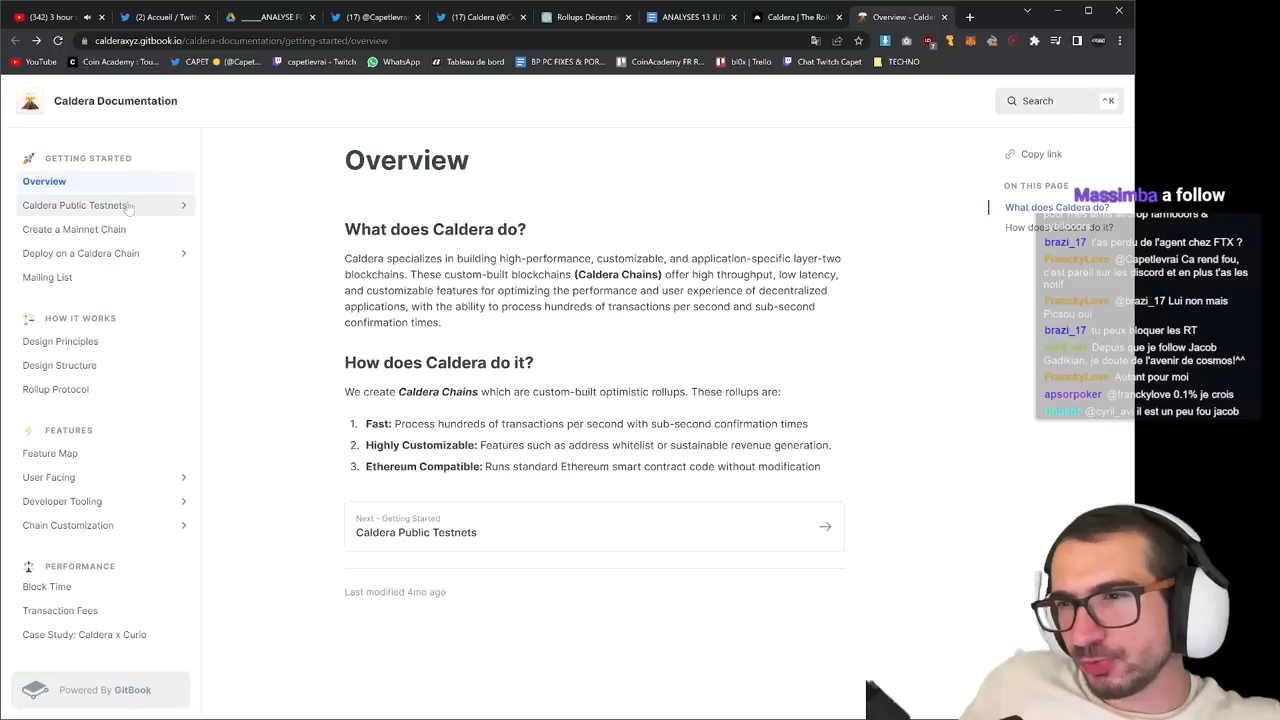 (342) 3 hour
(2) Accueil / Twitt
_____ANALYSE FO
(17) @Capetlevrai
(17) Caldera (@Ca
Rollups Décentral
ANALYSES 13 JUI
Caldera | The Roll
Overview - Calder
calderaxyz.gitbook.io/caldera-documentation/getting-started/overview
YouTube
Coin Academy : Tou...
CAPET (@Capet...
capetlevrai - Twitch
WhatsApp
Tableau de bord
BP PC FIXES & POR...
CoinAcademy FR R...
bl0x | Trello
Twitch Chat Capet
TECHNO
Caldera Documentation
Search
^K
GETTING STARTED
Overview
Caldera Public Testnets
Create a Mainnet Chain
Deploy on a Caldera Chain
Mailing List
HOW IT WORKS
Design Principles
Design Structure
Rollup Protocol
FEATURES
Feature Map
User Facing
Developer Tooling
Chain Customization
PERFORMANCE
Block Time
Transaction Fees
Case Study: Caldera x Curio
Powered By GitBook
Overview
What does Caldera do?
Caldera specializes in building high-performance, customizable, and application-specific layer-two
blockchains. These custom-built blockchains (Caldera Chains) offer high throughput, low latency,
and customizable features for optimizing the performance and user experience of decentralized
applications, with the ability to process hundreds of transactions per second and sub-second
confirmation times.
How does Caldera do it?
We create Caldera Chains which are custom-built optimistic rollups. These rollups are:
1. Fast: Process hundreds of transactions per second with sub-second confirmation times
2. Highly Customizable: Features such as address whitelist or sustainable revenue generation.
3. Ethereum Compatible: Runs standard Ethereum smart contract code without modification
Next - Getting Started
Caldera Public Testnets
Last modified 4mo ago
Copy link
ON THIS PAGE
What does Caldera do?
How does Caldera do it?
Massimba a follow
pour mes amis airdrop farmooors &
sybilooors
brazi_17 t'as perdu de l'agent chez FTX ?
FranckyLove @Capetlevrai Ca rend fou,
c'est pareil sur les discord et en plus t'as les
notif
FranckyLove @brazi_17 Lui non mais
Picsou oui
brazi_17 tu peux bloquer les RT
cyril_avi Depuis que je follow Jacob
Gadikian, je doute de l'avenir de cosmos!^^
FranckyLove Autant pour moi
apsorpoker @franckylove 0.1% je crois
@cyril_avi il est un peu fou jacob